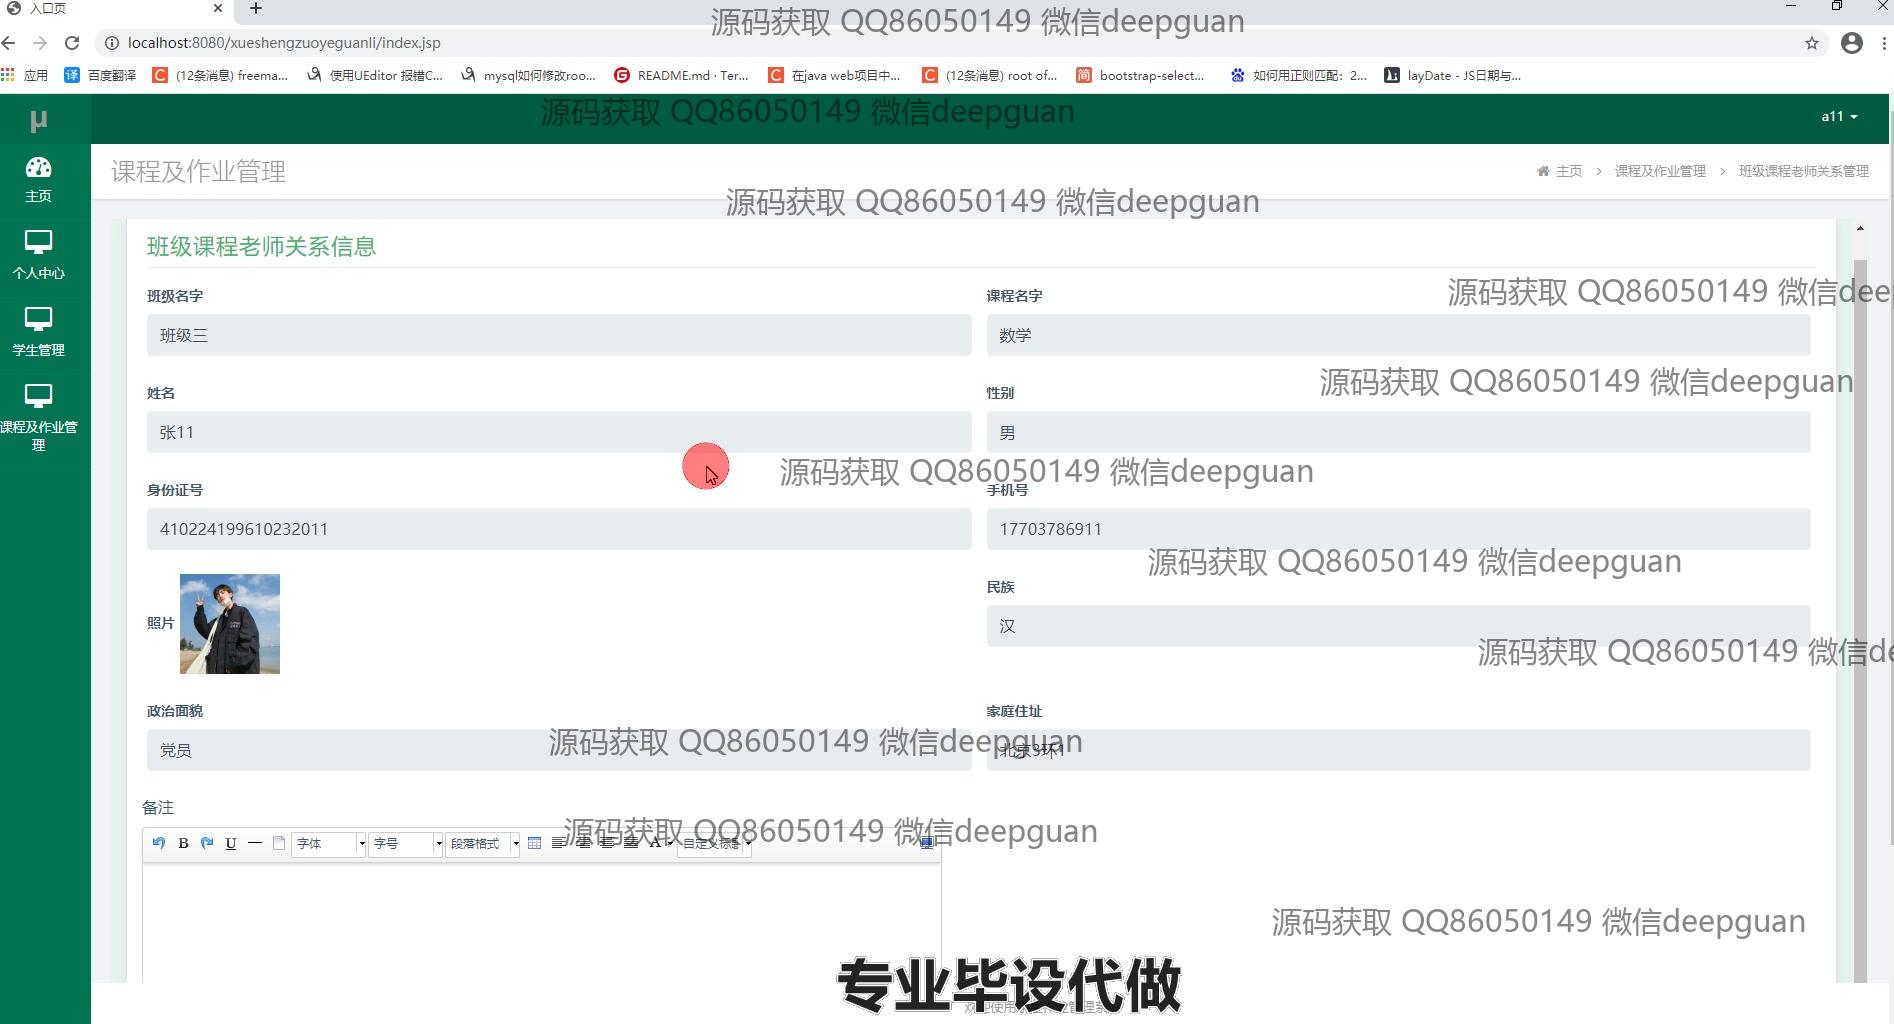 入口页
源码获取 QQ86050149 微信deepguan
localhost:8080/xueshengzuoyeguanli/index.jsp
应用 百度翻译 (12条消息) freema... 使用UEditor 报错C... mysql如何修改roo... README.md · Ter... 在java web项目中... (12条消息) root of... bootstrap-select... 如何用正则匹配：2... layDate - JS日期与...
μ
源码获取 QQ86050149 微信deepguan
a11
主页
课程及作业管理
主页 > 课程及作业管理 > 班级课程老师关系管理
源码获取 QQ86050149 微信deepguan
个人中心
学生管理
课程及作业管理
班级课程老师关系信息
班级名字
课程名字
源码获取 QQ86050149 微信dee
班级三
数学
源码获取 QQ86050149 微信deepguan
姓名
性别
张11
男
源码获取 QQ86050149 微信deepguan
身份证号
手机号
410224199610232011
17703786911
源码获取 QQ86050149 微信deepguan
照片
民族
汉
源码获取 QQ86050149 微信de
政治面貌
家庭住址
源码获取 QQ86050149 微信deepguan
党员
北京3环1
备注
源码获取 QQ86050149 微信deepguan
B U 字体 字号 段落格式 A 自定义标题
源码获取 QQ86050149 微信deepguan
专业毕设代做